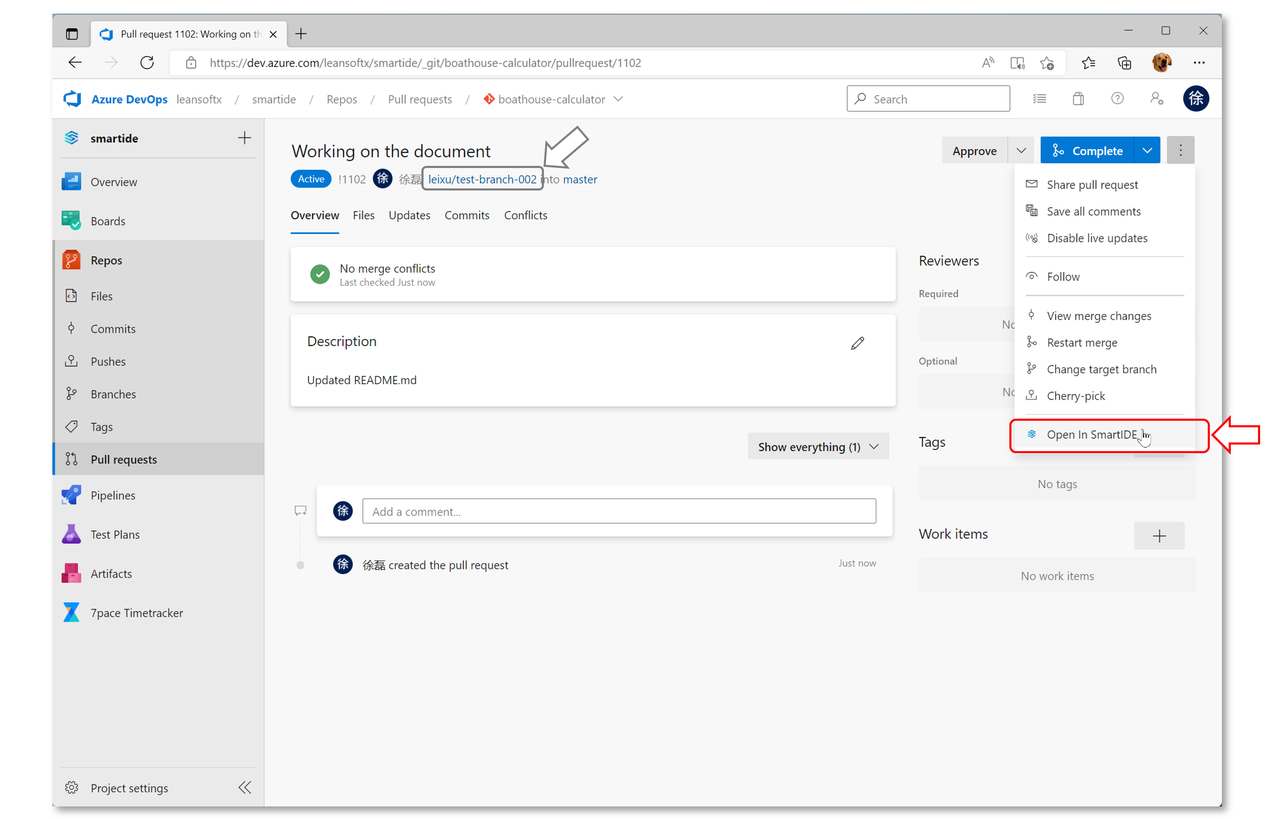 Pull request 1102: Working on th
https://dev.azure.com/leansoftx/smartide/_git/boathouse-calculator/pullrequest/1102
Azure DevOps leansoftx / smartide / Repos / Pull requests / boathouse-calculator
Search
徐
smartide
Overview
Boards
Repos
Files
Commits
Pushes
Branches
Tags
Pull requests
Pipelines
Test Plans
Artifacts
7pace Timetracker
Project settings
Working on the document
Active !1102 徐 徐磊 leixu/test-branch-002 into master
Approve
Complete
Overview Files Updates Commits Conflicts
No merge conflicts
Last checked Just now
Description
Updated README.md
Show everything (1)
徐 Add a comment...
徐 徐磊 created the pull request
Just now
Reviewers
Required
No
Optional
No
Tags
No tags
Work items
No work items
Share pull request
Save all comments
Disable live updates
Follow
View merge changes
Restart merge
Change target branch
Cherry-pick
Open In SmartIDE